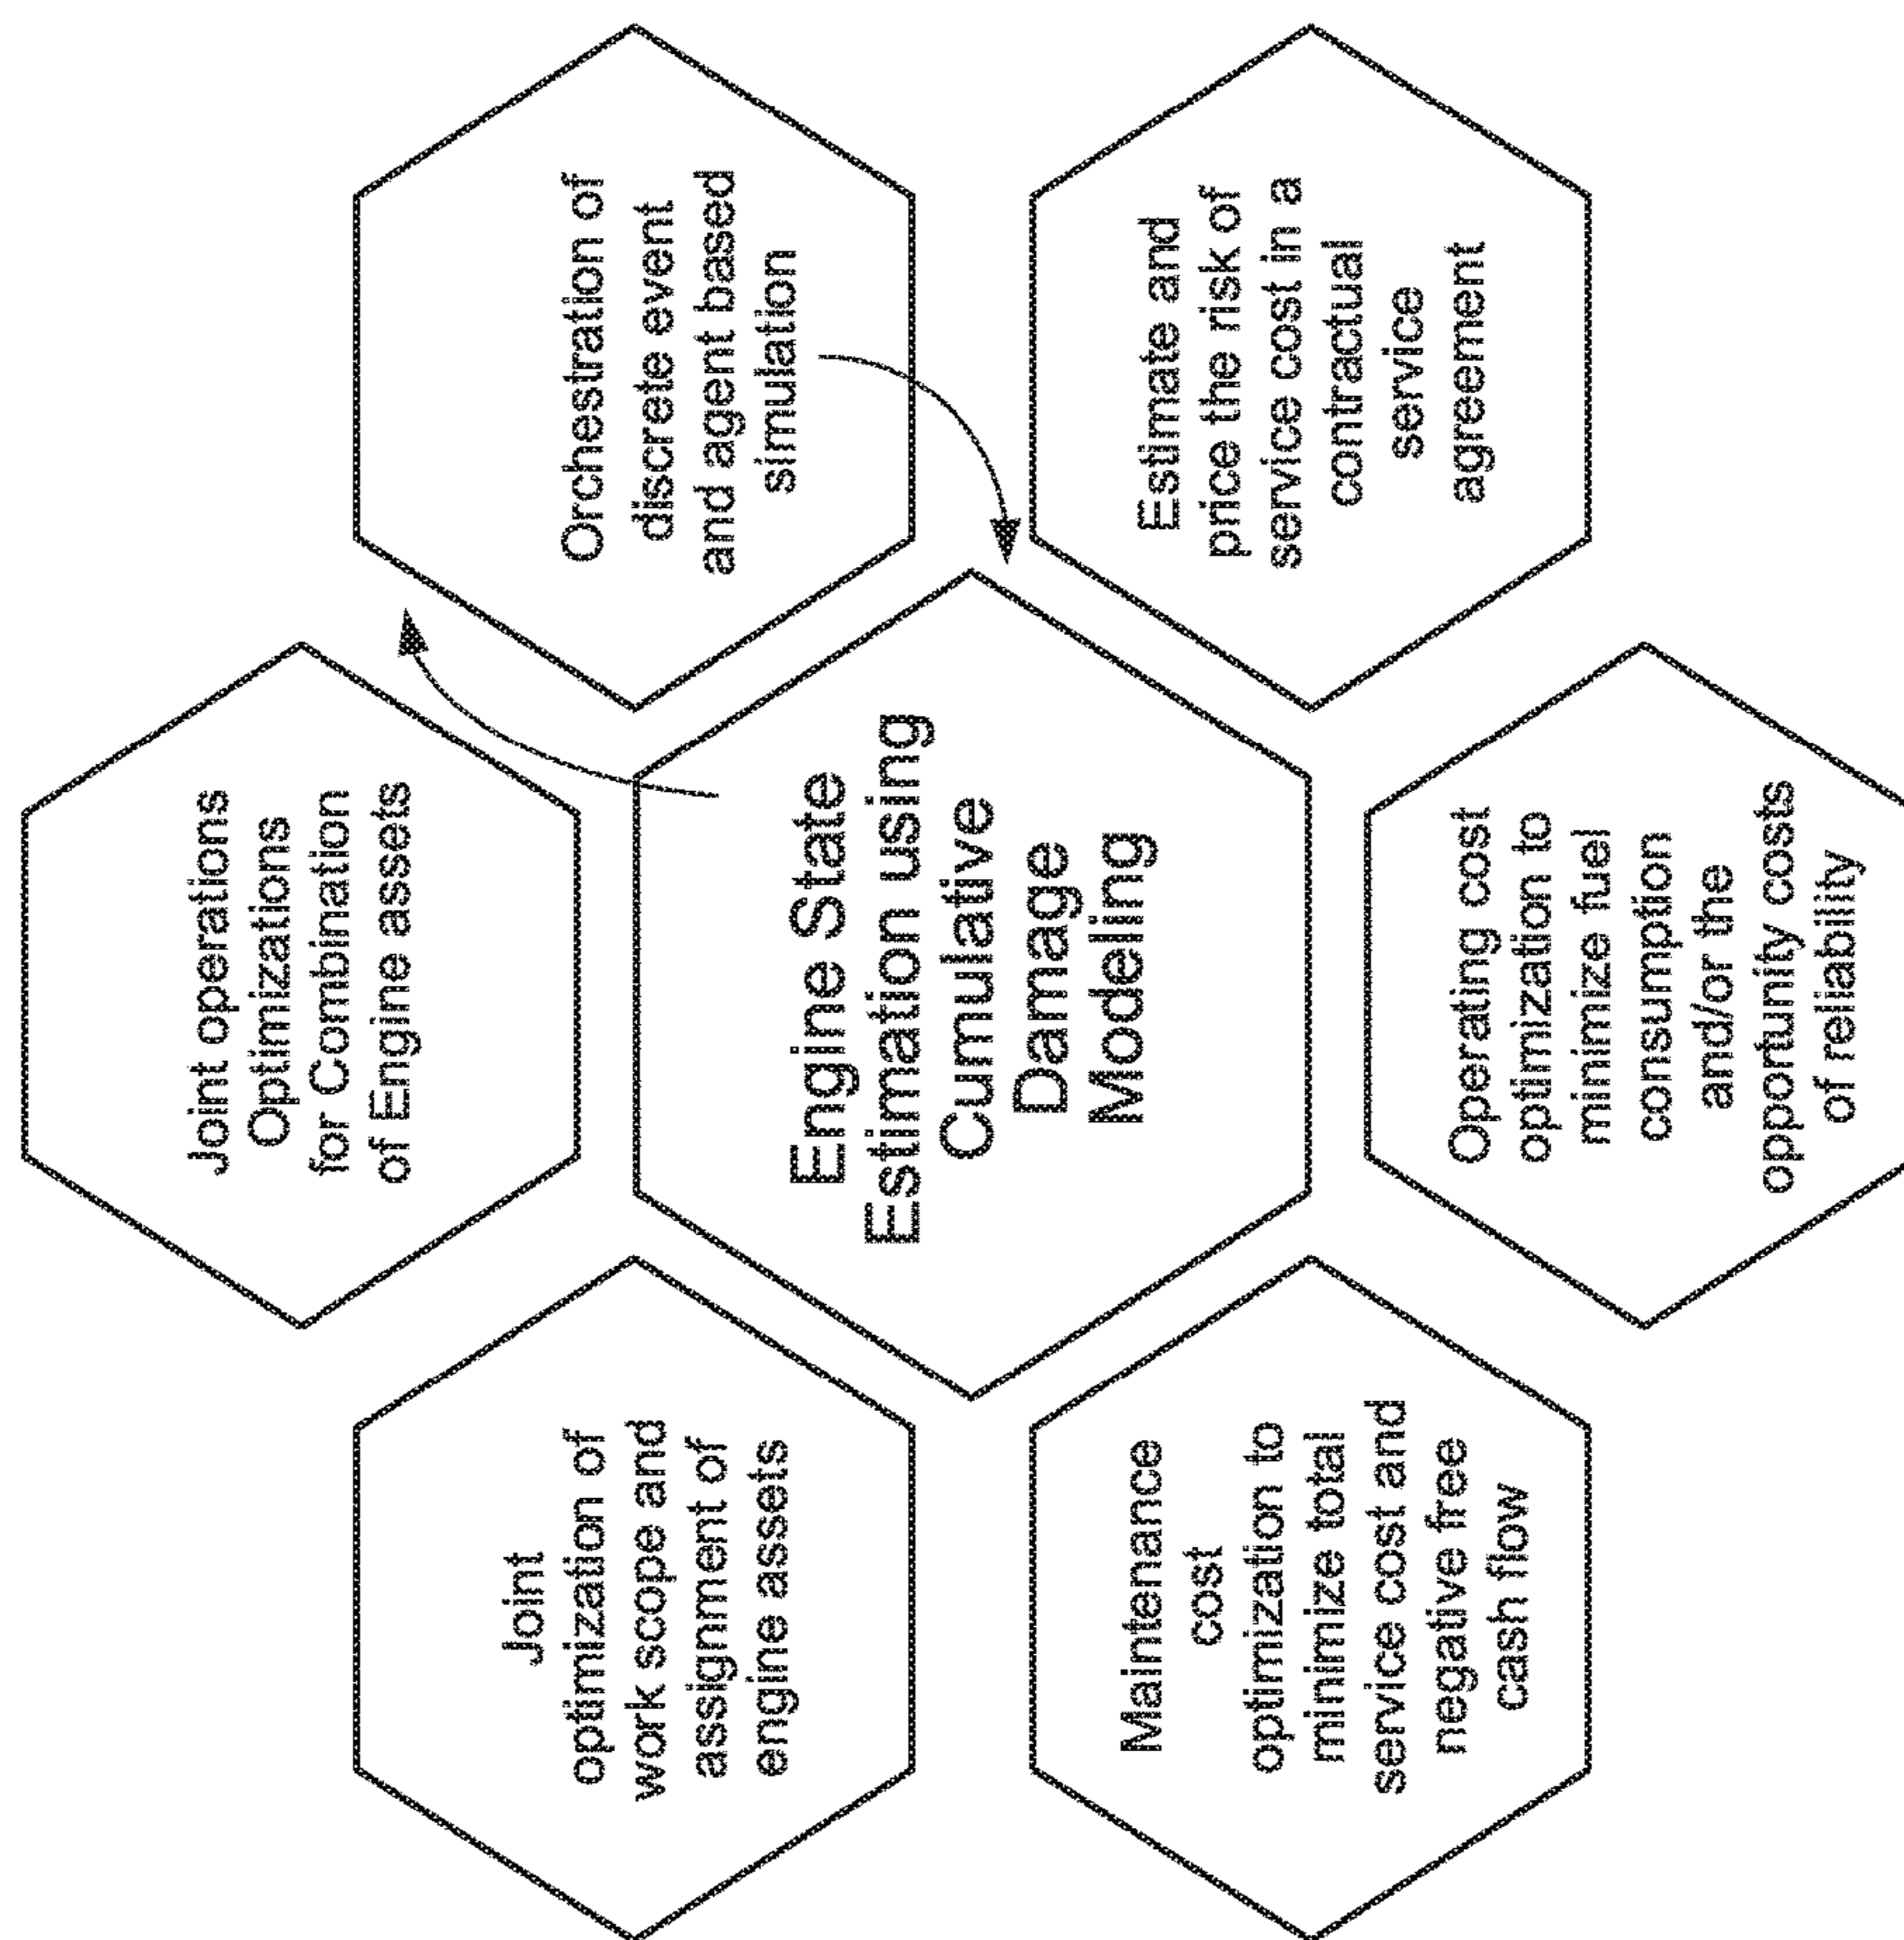 Joint operations
Optimizations
for Combination
of Engine assets
Joint
optimization of
work scope and
assignment of
engine assets
Orchestration of
discrete event
and agent based
simulation
Engine State
Estimation using
Cumulative
Damage
Modeling
Maintenance
cost
optimization to
minimize total
service cost and
negative free
cash flow
Estimate and
price the risk of
service cost in a
contractual
service
agreement
Operating cost
optimization to
minimize fuel
consumption
and/or the
opportunity costs
of reliability